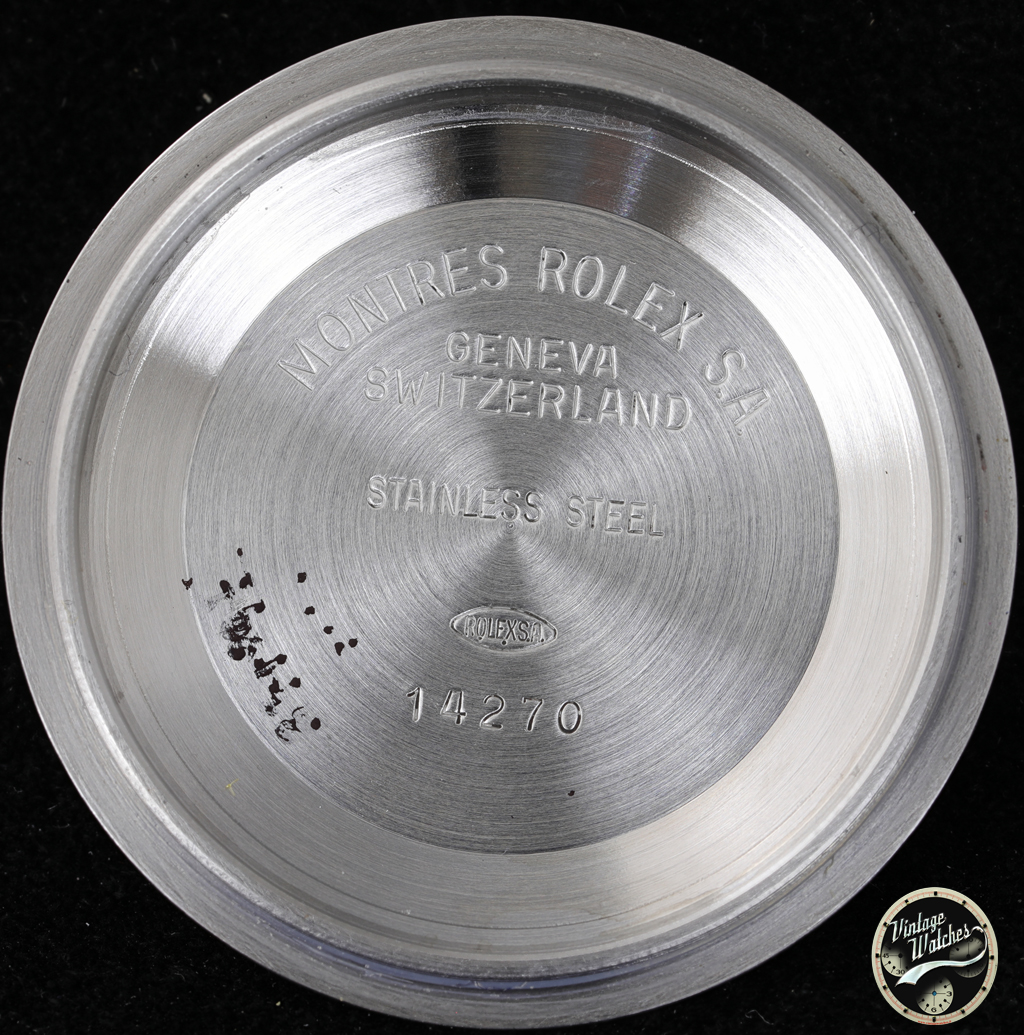 MONTRES ROLEX S.A.
GENEVA
SWITZERLAND
STAINLESS STEEL
ROLEX S.A.
14270
Vintage
Watches